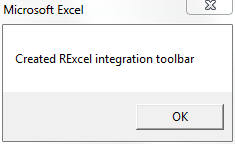 Microsoft Excel
Created RExcel integration toolbar
OK